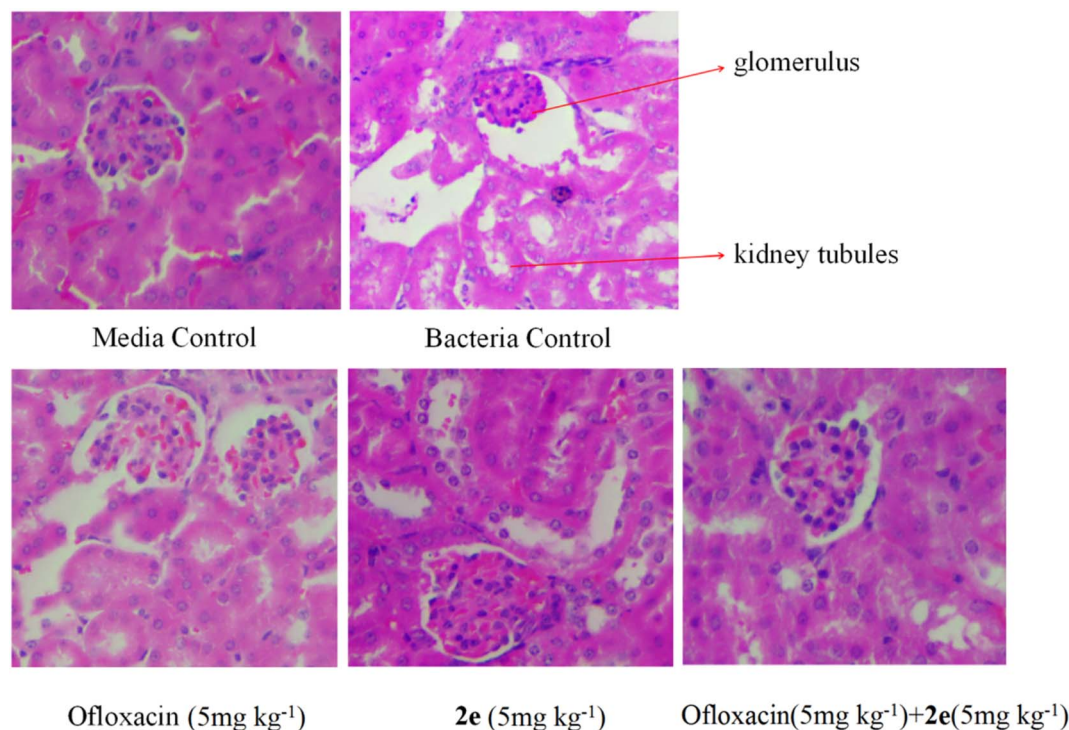 glomerulus
kidney tubules
Media Control
Bacteria Control
Ofloxacin (5mg kg⁻¹)
2e (5mg kg⁻¹)
Ofloxacin(5mg kg⁻¹)+2e(5mg kg⁻¹)